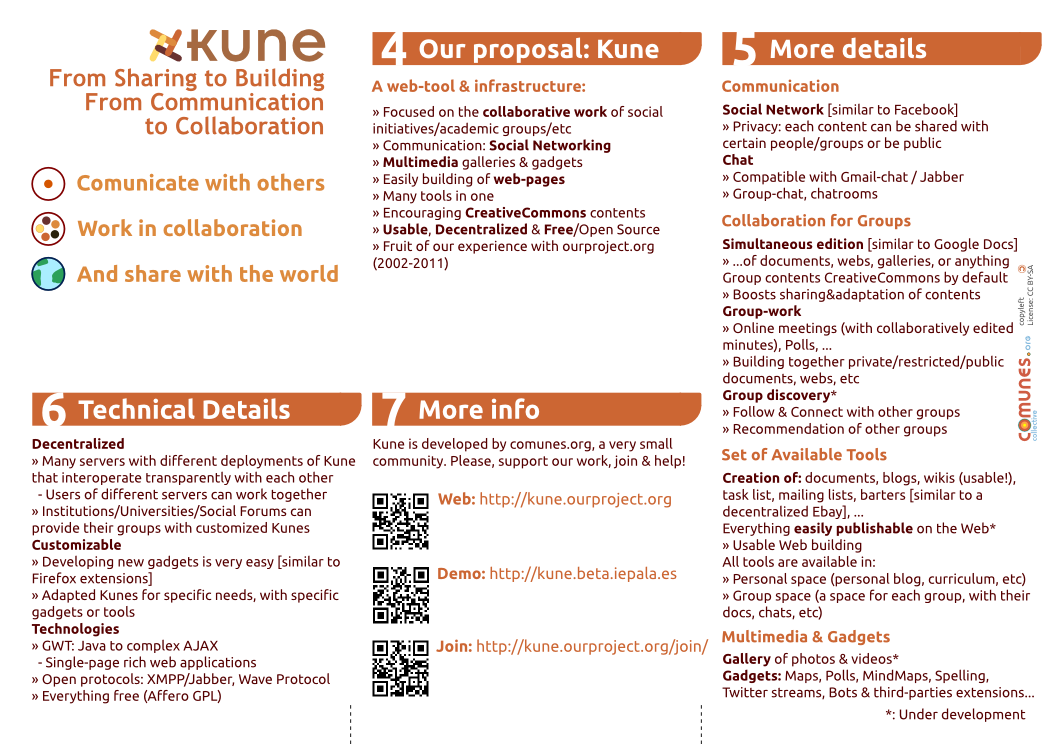 kune
From Sharing to Building
From Communication
to Collaboration
Comunicate with others
Work in collaboration
And share with the world
4 Our proposal: Kune
A web-tool & infrastructure:
» Focused on the collaborative work of social
initiatives/academic groups/etc
» Communication: Social Networking
» Multimedia galleries & gadgets
» Easily building of web-pages
» Many tools in one
» Encouraging CreativeCommons contents
» Usable, Decentralized & Free/Open Source
» Fruit of our experience with ourproject.org
(2002-2011)
5 More details
Communication
Social Network [similar to Facebook]
» Privacy: each content can be shared with
certain people/groups or be public
Chat
» Compatible with Gmail-chat / Jabber
» Group-chat, chatrooms
Collaboration for Groups
Simultaneous edition [similar to Google Docs]
» ...of documents, webs, galleries, or anything
Group contents CreativeCommons by default
» Boosts sharing&adaptation of contents
Group-work
» Online meetings (with collaboratively edited
minutes), Polls, ...
» Building together private/restricted/public
documents, webs, etc
Group discovery*
» Follow & Connect with other groups
» Recommendation of other groups
Set of Available Tools
Creation of: documents, blogs, wikis (usable!),
task list, mailing lists, barters [similar to a
decentralized Ebay], ...
Everything easily publishable on the Web*
» Usable Web building
All tools are available in:
» Personal space (personal blog, curriculum, etc)
» Group space (a space for each group, with their
docs, chats, etc)
Multimedia & Gadgets
Gallery of photos & videos*
Gadgets: Maps, Polls, MindMaps, Spelling,
Twitter streams, Bots & third-parties extensions...
*: Under development
copyleft
License: CC BY-SA
comunes.org
collective
6 Technical Details
Decentralized
» Many servers with different deployments of Kune
that interoperate transparently with each other
- Users of different servers can work together
» Institutions/Universities/Social Forums can
provide their groups with customized Kunes
Customizable
» Developing new gadgets is very easy [similar to
Firefox extensions]
» Adapted Kunes for specific needs, with specific
gadgets or tools
Technologies
» GWT: Java to complex AJAX
- Single-page rich web applications
» Open protocols: XMPP/Jabber, Wave Protocol
» Everything free (Affero GPL)
7 More info
Kune is developed by comunes.org, a very small
community. Please, support our work, join & help!
Web: http://kune.ourproject.org
Demo: http://kune.beta.iepala.es
Join: http://kune.ourproject.org/join/